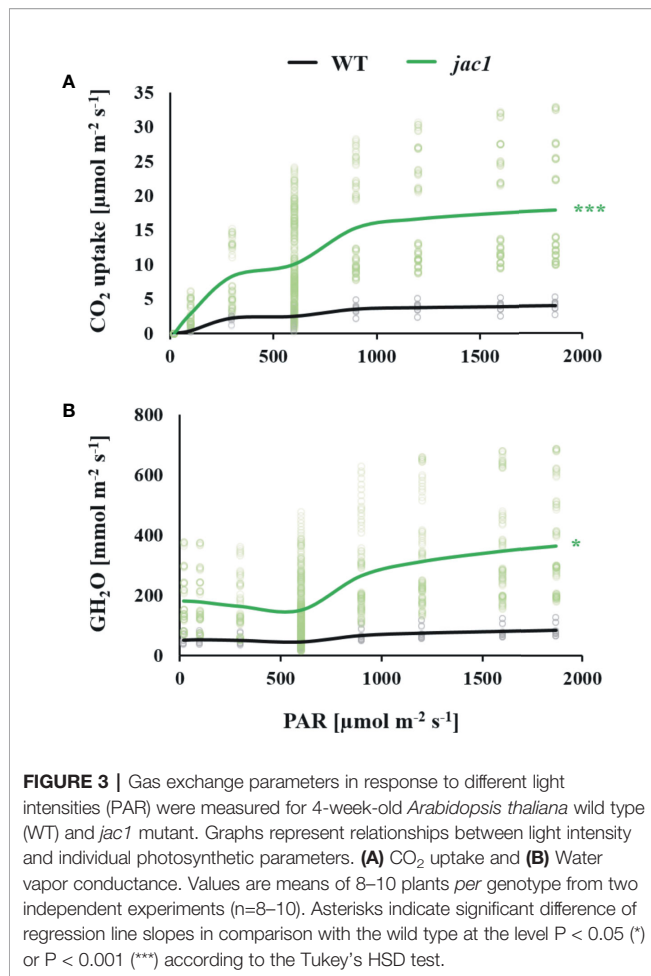 WT jac1
A
CO₂ uptake [µmol m⁻² s⁻¹]
35
30
25
20
15
10
5
0
***
0 500 1000 1500 2000
B
GH₂O [mmol m⁻² s⁻¹]
800
600
400
200
0
*
0 500 1000 1500 2000
PAR [µmol m⁻² s⁻¹]
FIGURE 3 | Gas exchange parameters in response to different light
intensities (PAR) were measured for 4-week-old Arabidopsis thaliana wild type
(WT) and jac1 mutant. Graphs represent relationships between light intensity
and individual photosynthetic parameters. (A) CO₂ uptake and (B) Water
vapor conductance. Values are means of 8–10 plants per genotype from two
independent experiments (n=8–10). Asterisks indicate significant difference of
regression line slopes in comparison with the wild type at the level P < 0.05 (*)
or P < 0.001 (***) according to the Tukey's HSD test.